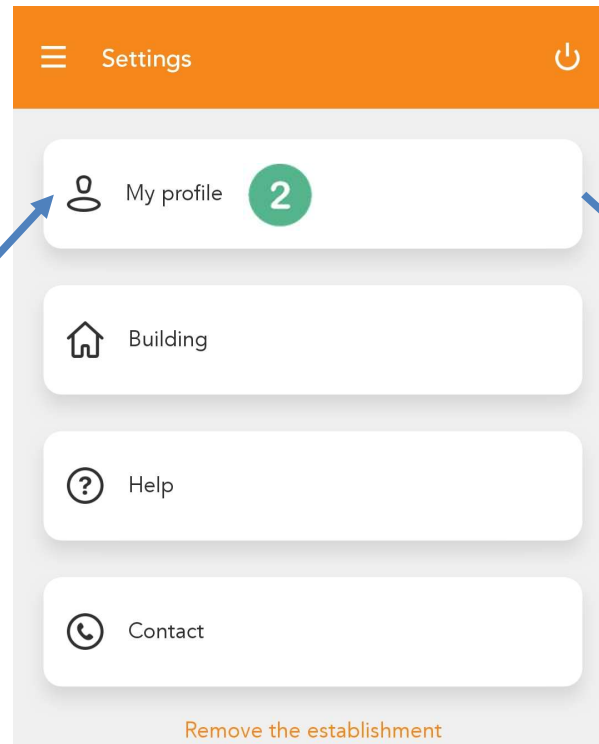 Settings
My profile 2
Building
Help
Contact
Remove the establishment